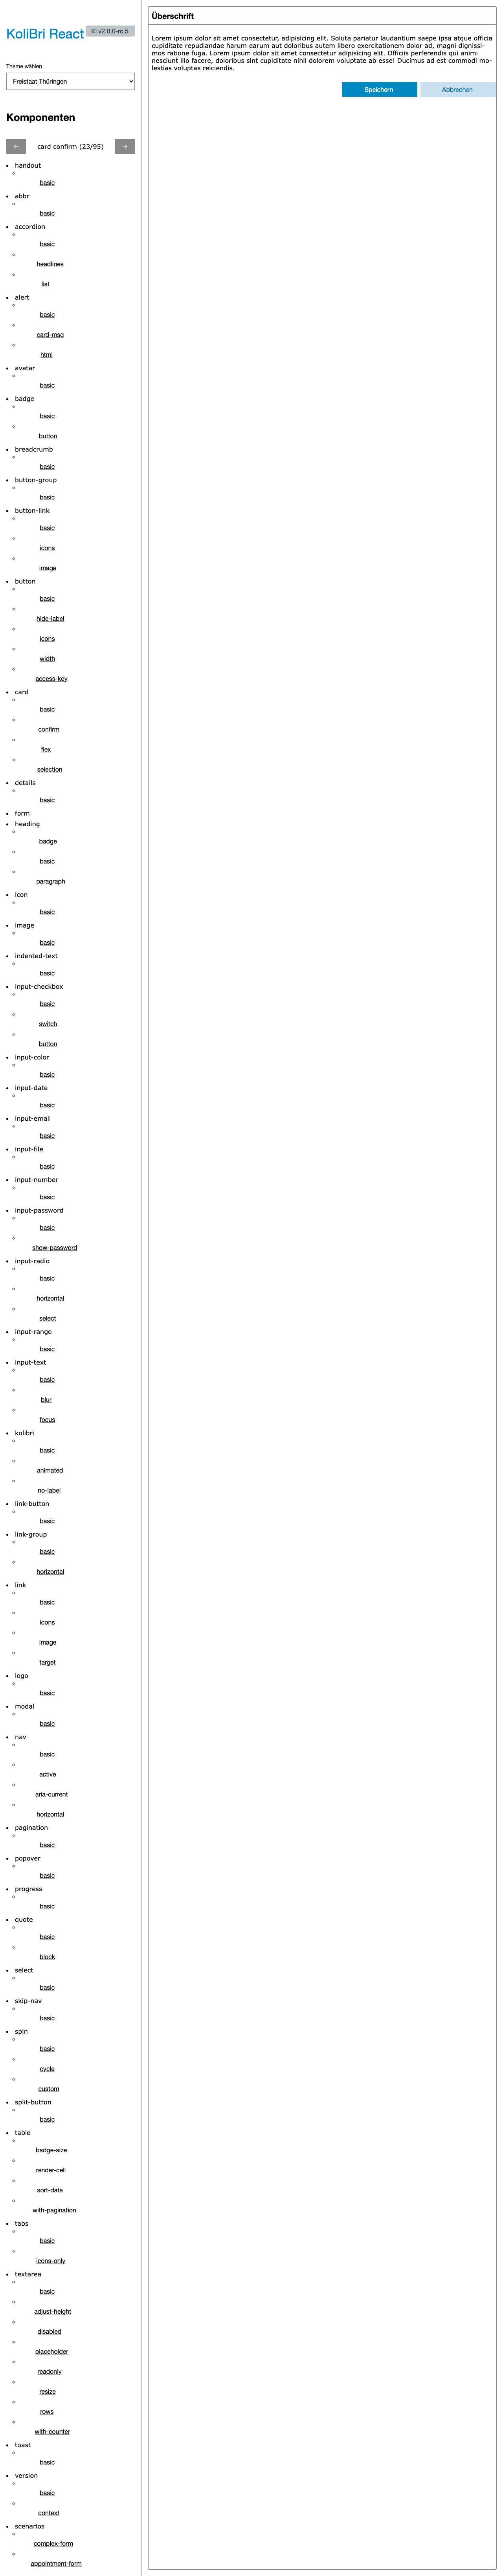 KoliBri React
v2.0.0-rc.5
Theme wählen
Freistaat Thüringen
Komponenten
← card confirm (23/95) →
handout
basic
abbr
basic
accordion
basic
headlines
list
alert
basic
card-msg
html
avatar
basic
badge
basic
button
breadcrumb
basic
button-group
basic
button-link
basic
icons
image
button
basic
hide-label
icons
width
access-key
card
basic
confirm
flex
selection
details
basic
form
heading
badge
basic
paragraph
icon
basic
image
basic
indented-text
basic
input-checkbox
basic
switch
button
input-color
basic
input-date
basic
input-email
basic
input-file
basic
input-number
basic
input-password
basic
show-password
input-radio
basic
horizontal
select
input-range
basic
input-text
basic
blur
focus
kolibri
basic
animated
no-label
link-button
basic
link-group
basic
horizontal
link
basic
icons
image
target
logo
basic
modal
basic
nav
basic
active
aria-current
horizontal
pagination
basic
popover
basic
progress
basic
quote
basic
block
select
basic
skip-nav
basic
spin
basic
cycle
custom
split-button
basic
table
badge-size
render-cell
sort-data
with-pagination
tabs
basic
icons-only
textarea
basic
adjust-height
disabled
placeholder
readonly
resize
rows
with-counter
toast
basic
version
basic
context
scenarios
complex-form
appointment-form
Überschrift
Lorem ipsum dolor sit amet consectetur, adipisicing elit. Soluta pariatur laudantium saepe ipsa atque officia
cupiditate repudiandae harum earum aut doloribus autem libero exercitationem dolor ad, magni dignissi-
mos ratione fuga. Lorem ipsum dolor sit amet consectetur, adipisicing elit. Officiis perferendis qui animi
nesciunt illo facere, doloribus sint cupiditate nihil dolorem voluptate ab esse! Ducimus ad est commodi mo-
lestias voluptas reiciendis.
Speichern
Abbrechen